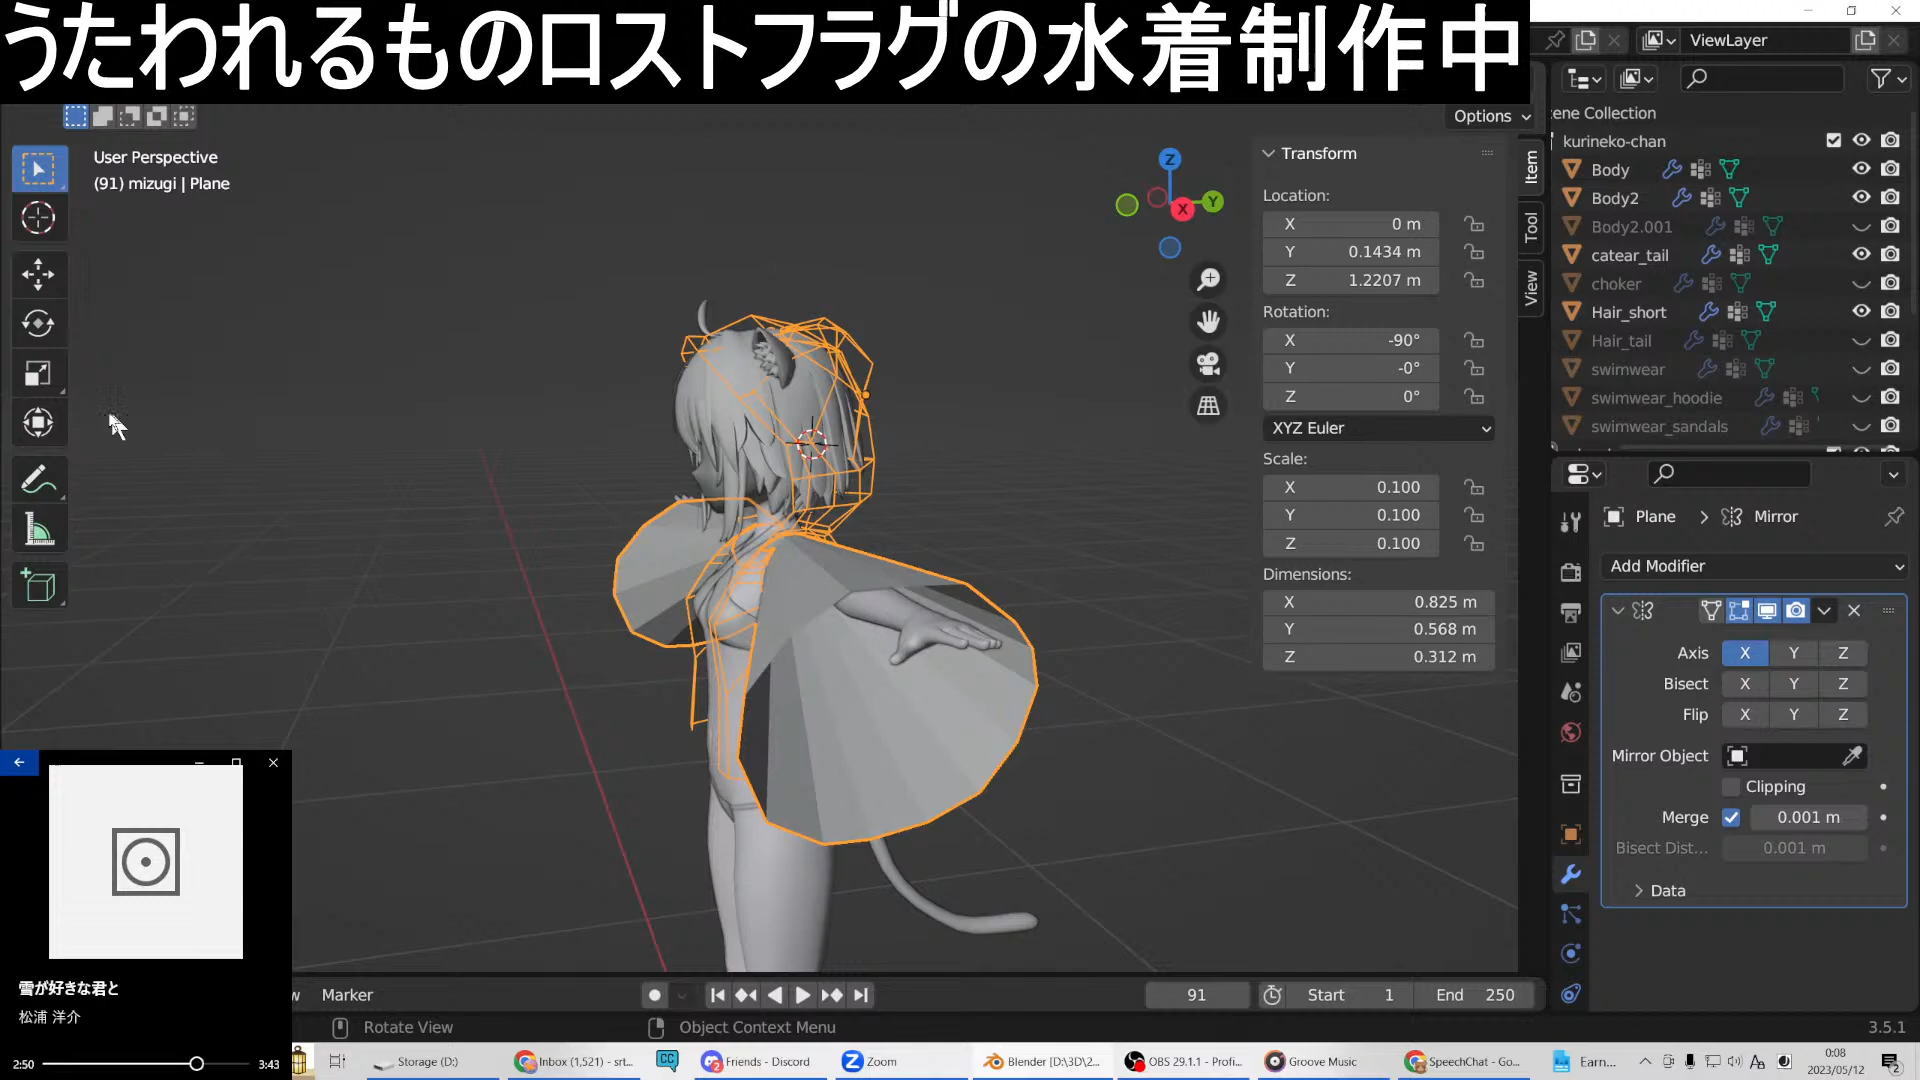 うたわれるものロストフラグの水着制作中
ViewLayer
Options
User Perspective
(91) mizugi | Plane
Z
Y
X
Transform
Location:
X 0 m
Y 0.1434 m
Z 1.2207 m
Rotation:
X -90°
Y -0°
Z 0°
XYZ Euler
Scale:
X 0.100
Y 0.100
Z 0.100
Dimensions:
X 0.825 m
Y 0.568 m
Z 0.312 m
Item
Tool
View
ene Collection
kurineko-chan
Body
Body2
Body2.001
catear_tail
choker
Hair_short
Hair_tail
swimwear
swimwear_hoodie
swimwear_sandals
Plane > Mirror
Add Modifier
Axis X Y Z
Bisect X Y Z
Flip X Y Z
Mirror Object
Clipping
Merge 0.001 m
Bisect Dist... 0.001 m
Data
雪が好きな君と
松浦 洋介
2:50
3:43
w Marker
91
Start 1
End 250
Rotate View
Object Context Menu
3.5.1
Storage (D:)
Inbox (1,521) - srt...
CC
Friends - Discord
Zoom
Blender [D:\3D\2...
OBS 29.1.1 - Profi...
Groove Music
SpeechChat - Go...
Earn...
A
0:08
2023/05/12
2